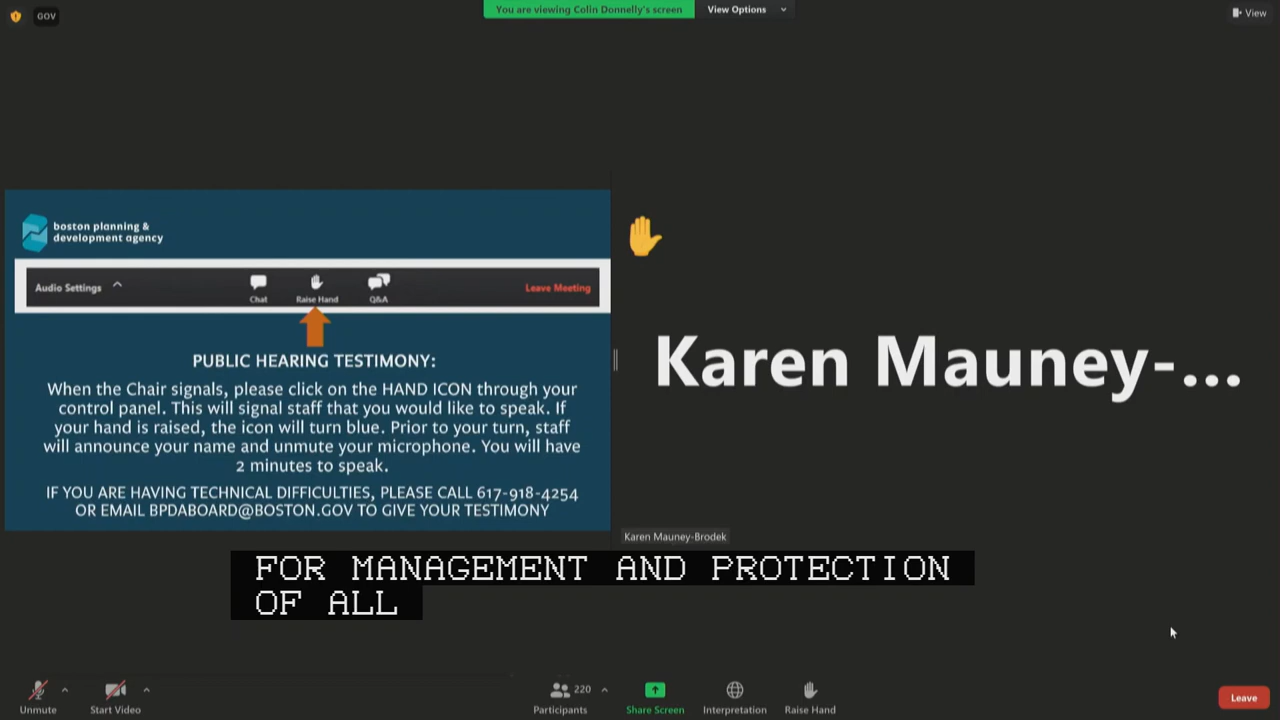 GOV
You are viewing Colin Donnelly's screen
View Options
View
boston planning &
development agency
Audio Settings
Chat
Raise Hand
Q&A
Leave Meeting
PUBLIC HEARING TESTIMONY:
When the Chair signals, please click on the HAND ICON through your
control panel. This will signal staff that you would like to speak. If
your hand is raised, the icon will turn blue. Prior to your turn, staff
will announce your name and unmute your microphone. You will have
2 minutes to speak.
IF YOU ARE HAVING TECHNICAL DIFFICULTIES, PLEASE CALL 617-918-4254
OR EMAIL BPDABOARD@BOSTON.GOV TO GIVE YOUR TESTIMONY
Karen Mauney-...
Karen Mauney-Brodek
FOR MANAGEMENT AND PROTECTION
OF ALL
Unmute
Start Video
220
Participants
Share Screen
Interpretation
Raise Hand
Leave